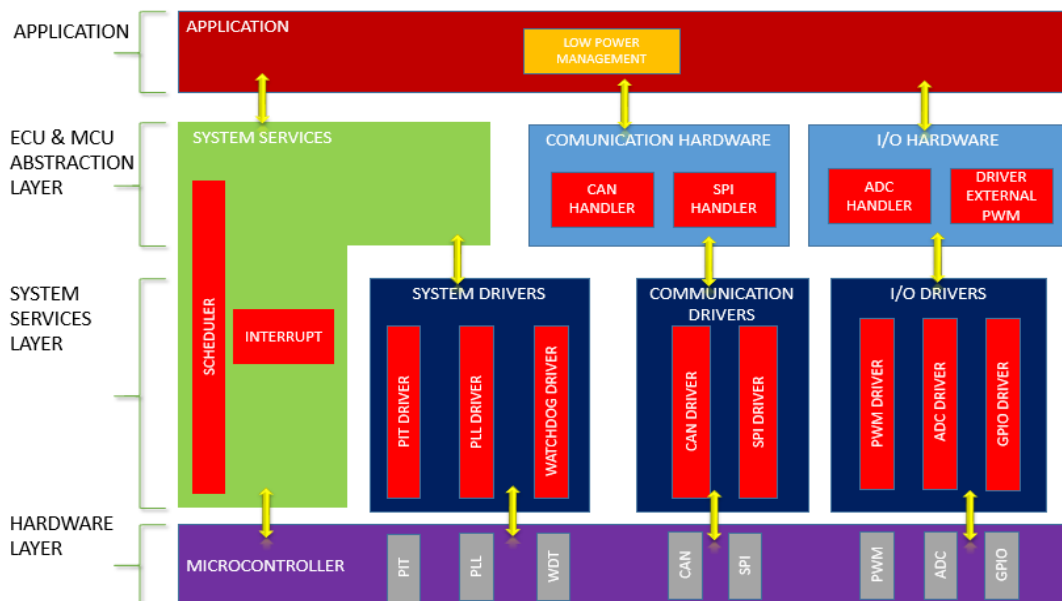 APPLICATION
APPLICATION
LOW POWER
MANAGEMENT
ECU & MCU
ABSTRACTION
LAYER
SYSTEM SERVICES
COMUNICATION HARDWARE
I/O HARDWARE
CAN
HANDLER
SPI
HANDLER
ADC
HANDLER
DRIVER
EXTERNAL
PWM
SYSTEM
SERVICES
LAYER
SCHEDULER
INTERRUPT
SYSTEM DRIVERS
PIT DRIVER
PLL DRIVER
WATCHDOG DRIVER
COMMUNICATION
DRIVERS
CAN DRIVER
SPI DRIVER
I/O DRIVERS
PWM DRIVER
ADC DRIVER
GPIO DRIVER
HARDWARE
LAYER
MICROCONTROLLER
PIT
PLL
WDT
CAN
SPI
PWM
ADC
GPIO